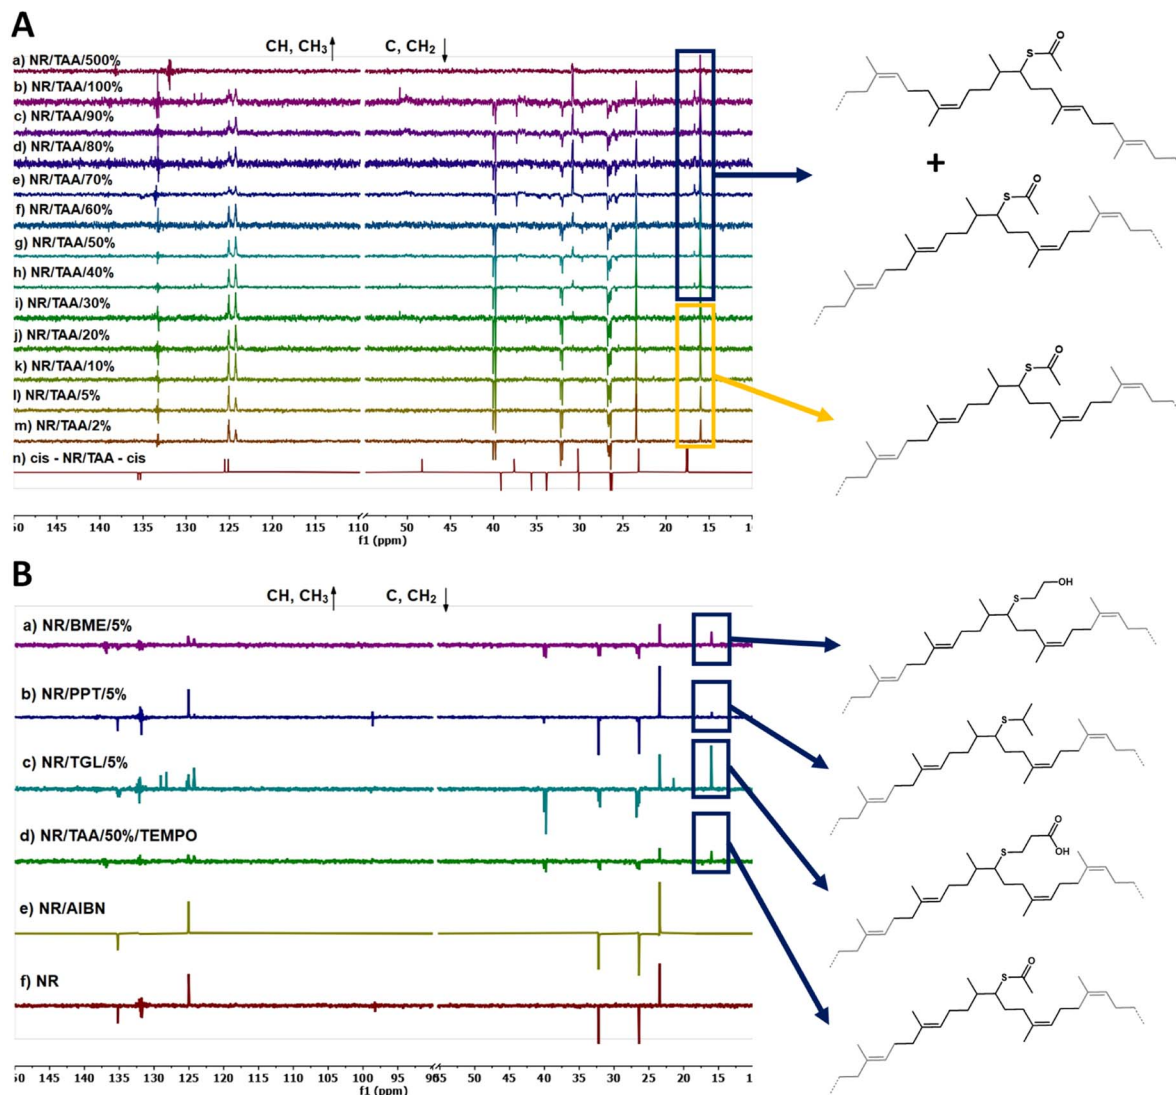 A
CH, CH3 ↑ C, CH2 ↓
a) NR/TAA/500%
b) NR/TAA/100%
c) NR/TAA/90%
d) NR/TAA/80%
e) NR/TAA/70%
f) NR/TAA/60%
g) NR/TAA/50%
h) NR/TAA/40%
i) NR/TAA/30%
j) NR/TAA/20%
k) NR/TAA/10%
l) NR/TAA/5%
m) NR/TAA/2%
n) cis - NR/TAA - cis
50 145 140 135 130 125 120 115 110 50 45 40 35 30 25 20 15 1
f1 (ppm)
S O
+
S O
S O
B
CH, CH3 ↑ C, CH2 ↓
a) NR/BME/5%
b) NR/PPT/5%
c) NR/TGL/5%
d) NR/TAA/50%/TEMPO
e) NR/AIBN
f) NR
50 145 140 135 130 125 120 115 110 105 100 95 90 45 40 35 30 25 20 15 1
f1 (ppm)
S OH
S
S O OH
S O